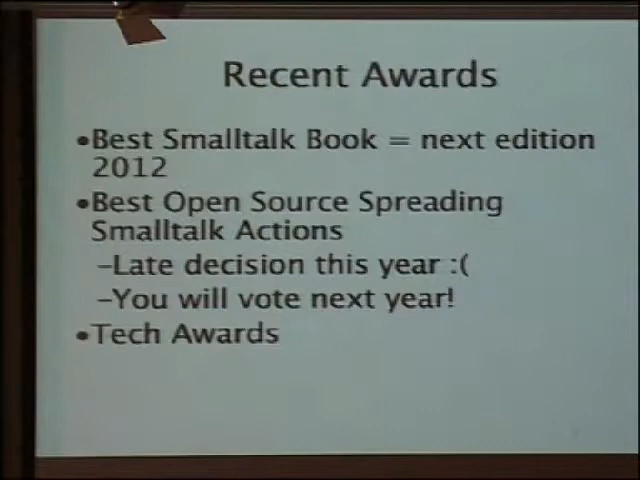 Recent Awards
•Best Smalltalk Book = next edition
2012
•Best Open Source Spreading
Smalltalk Actions
–Late decision this year :(
–You will vote next year!
•Tech Awards